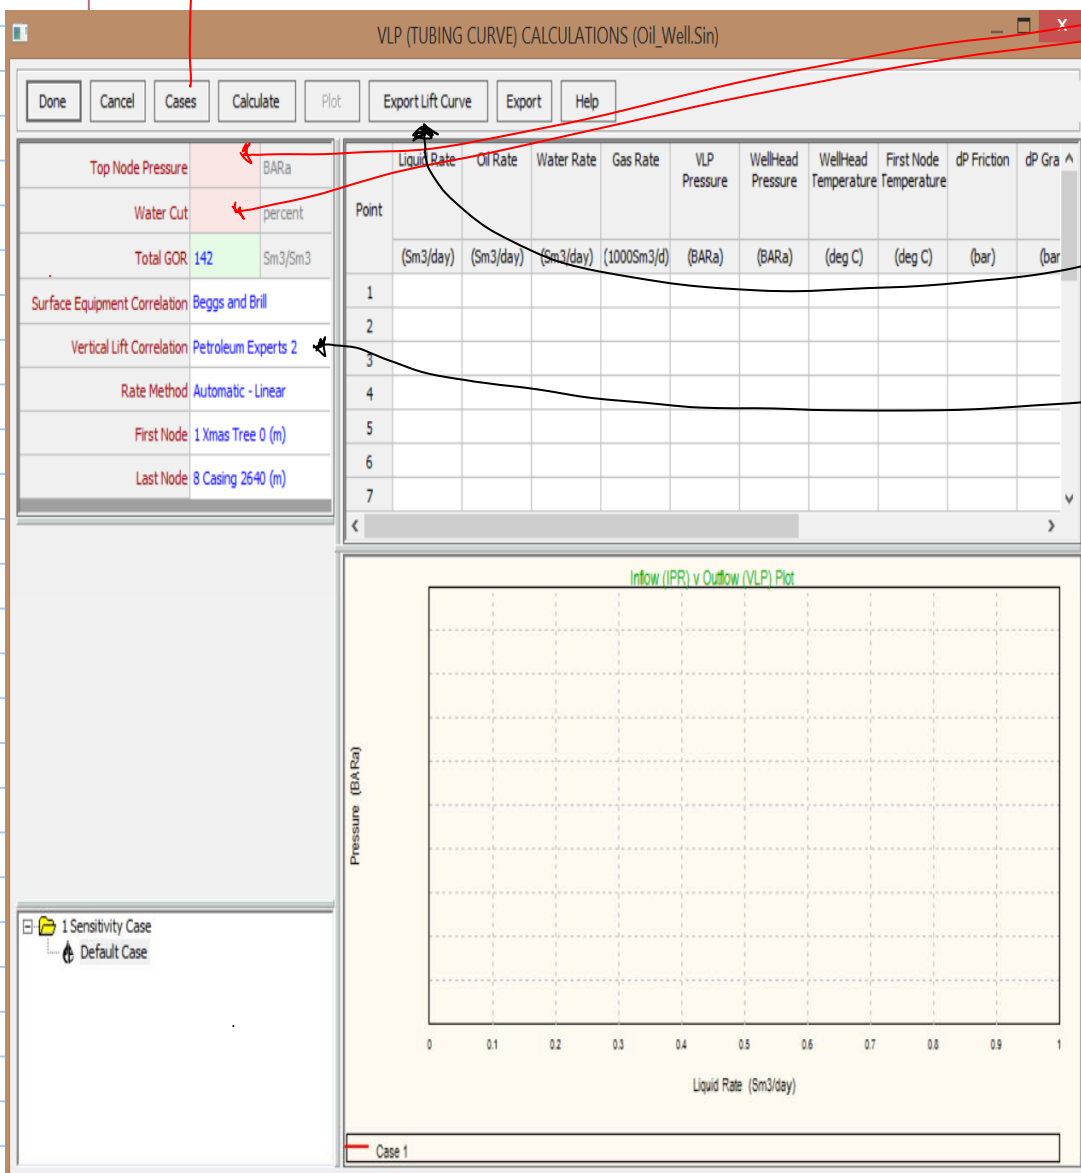 VLP (TUBING CURVE) CALCULATIONS (Oil_Well.Sin)
X
Done Cancel Cases Calculate Plot Export Lift Curve Export Help
Top Node Pressure BARa
Water Cut percent
Total GOR 142 Sm3/Sm3
Surface Equipment Correlation Beggs and Brill
Vertical Lift Correlation Petroleum Experts 2
Rate Method Automatic - Linear
First Node 1 Xmas Tree 0 (m)
Last Node 8 Casing 2640 (m)
Point Liquid Rate Oil Rate Water Rate Gas Rate VLP Pressure WellHead Pressure WellHead Temperature First Node Temperature dP Friction dP Gra
(Sm3/day) (Sm3/day) (Sm3/day) (1000Sm3/d) (BARa) (BARa) (deg C) (deg C) (bar) (bar
1
2
3
4
5
6
7
Inflow (IPR) v Outflow (VLP) Plot
Pressure (BARa)
0 0.1 0.2 0.3 0.4 0.5 0.6 0.7 0.8 0.9 1
Liquid Rate (Sm3/day)
Case 1
1 Sensitivity Case
Default Case